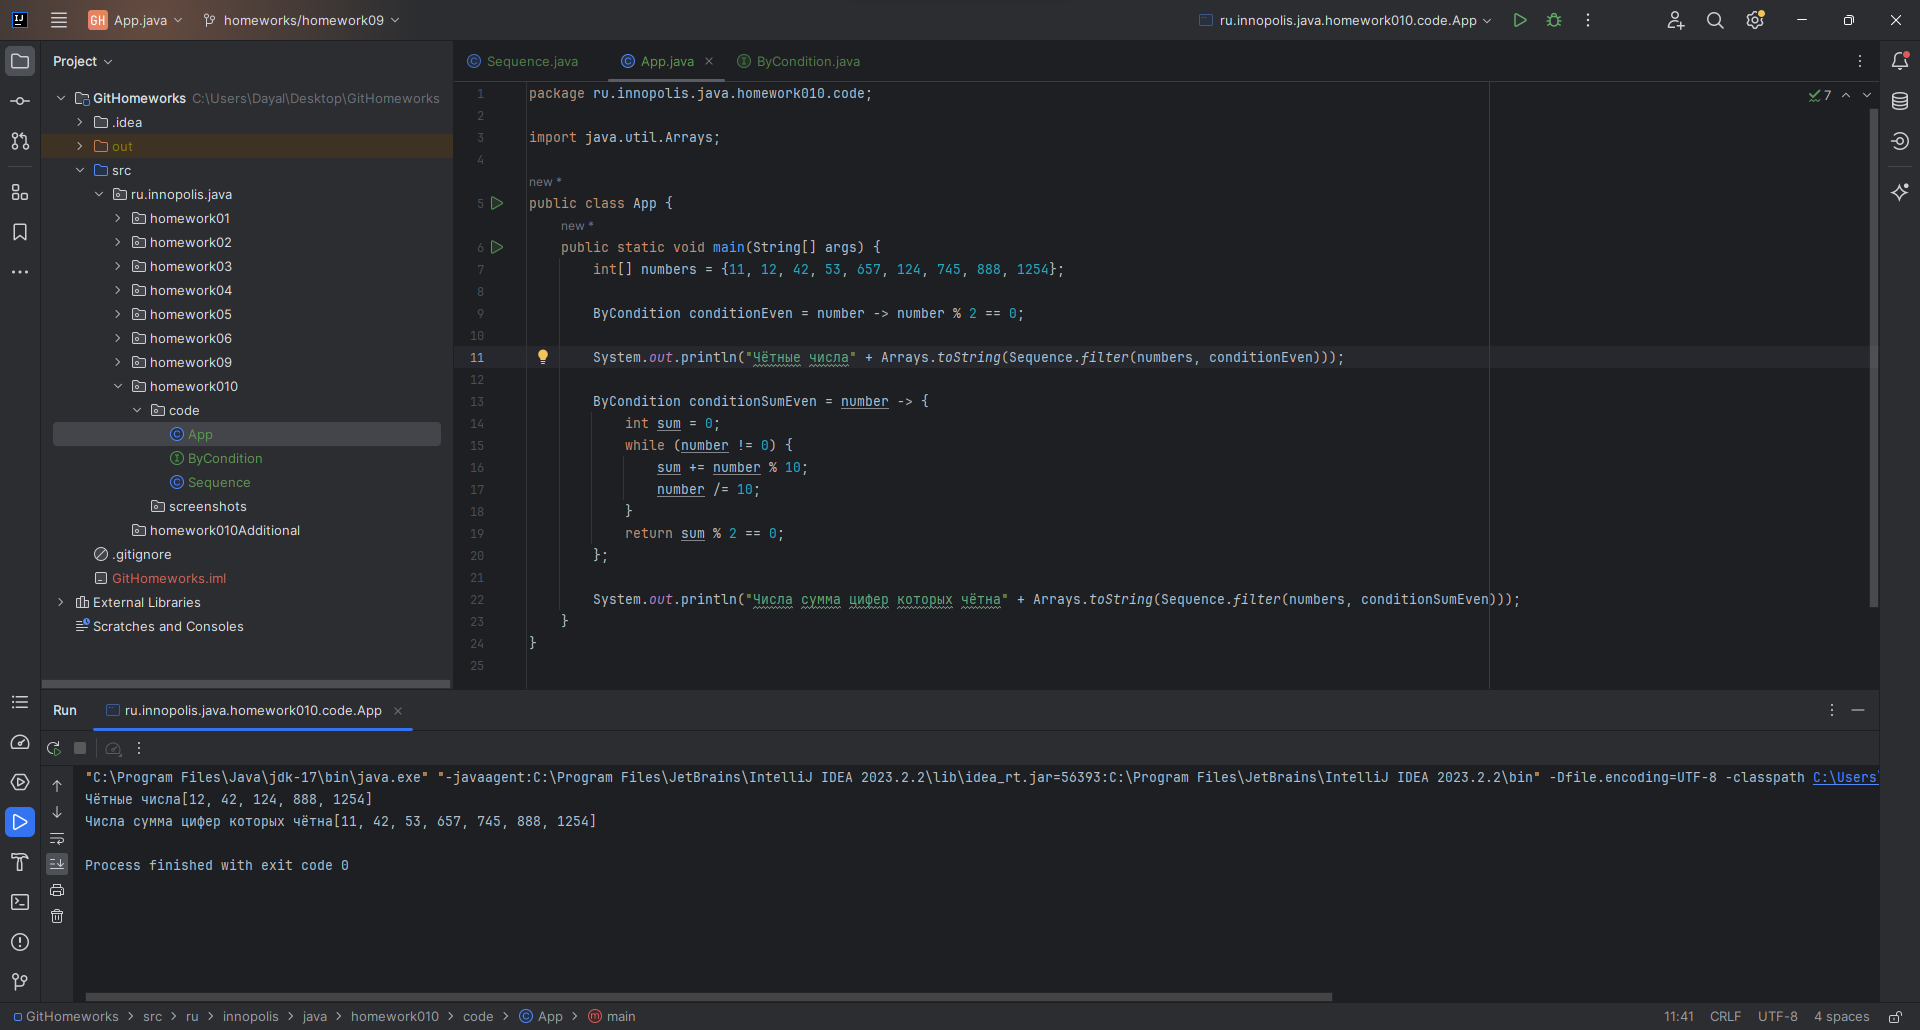 GH App.java homeworks/homework09 ru.innopolis.java.homework010.code.App
Project
GitHomeworks C:\Users\Dayal\Desktop\GitHomeworks
.idea
out
src
ru.innopolis.java
homework01
homework02
homework03
homework04
homework05
homework06
homework09
homework010
code
App
ByCondition
Sequence
screenshots
homework010Additional
.gitignore
GitHomeworks.iml
External Libraries
Scratches and Consoles
Sequence.java App.java ByCondition.java
7
1 package ru.innopolis.java.homework010.code;
2
3 import java.util.Arrays;
4
new *
5 public class App {
new *
6 public static void main(String[] args) {
7 int[] numbers = {11, 12, 42, 53, 657, 124, 745, 888, 1254};
8
9 ByCondition conditionEven = number -> number % 2 == 0;
10
11 System.out.println("Чётные числа" + Arrays.toString(Sequence.filter(numbers, conditionEven)));
12
13 ByCondition conditionSumEven = number -> {
14 int sum = 0;
15 while (number != 0) {
16 sum += number % 10;
17 number /= 10;
18 }
19 return sum % 2 == 0;
20 };
21
22 System.out.println("Числа сумма цифер которых чётна" + Arrays.toString(Sequence.filter(numbers, conditionSumEven)));
23 }
24 }
25
Run ru.innopolis.java.homework010.code.App
"C:\Program Files\Java\jdk-17\bin\java.exe" "-javaagent:C:\Program Files\JetBrains\IntelliJ IDEA 2023.2.2\lib\idea_rt.jar=56393:C:\Program Files\JetBrains\IntelliJ IDEA 2023.2.2\bin" -Dfile.encoding=UTF-8 -classpath C:\Users\
Чётные числа[12, 42, 124, 888, 1254]
Числа сумма цифер которых чётна[11, 42, 53, 657, 745, 888, 1254]
Process finished with exit code 0
GitHomeworks > src > ru > innopolis > java > homework010 > code > App > main
11:41 CRLF UTF-8 4 spaces